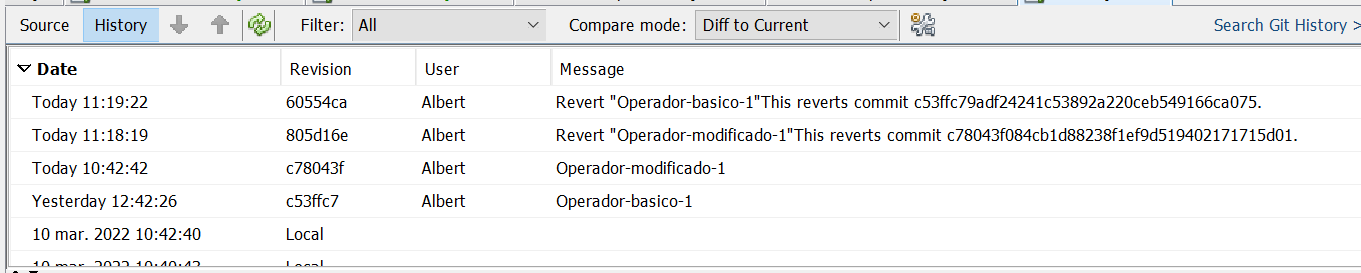 Source History Filter: All Compare mode: Diff to Current Search Git History >
Date Revision User Message
Today 11:19:22 60554ca Albert Revert "Operador-basico-1"This reverts commit c53ffc79adf24241c53892a220ceb549166ca075.
Today 11:18:19 805d16e Albert Revert "Operador-modificado-1"This reverts commit c78043f084cb1d88238f1ef9d519402171715d01.
Today 10:42:42 c78043f Albert Operador-modificado-1
Yesterday 12:42:26 c53ffc7 Albert Operador-basico-1
10 mar. 2022 10:42:40 Local